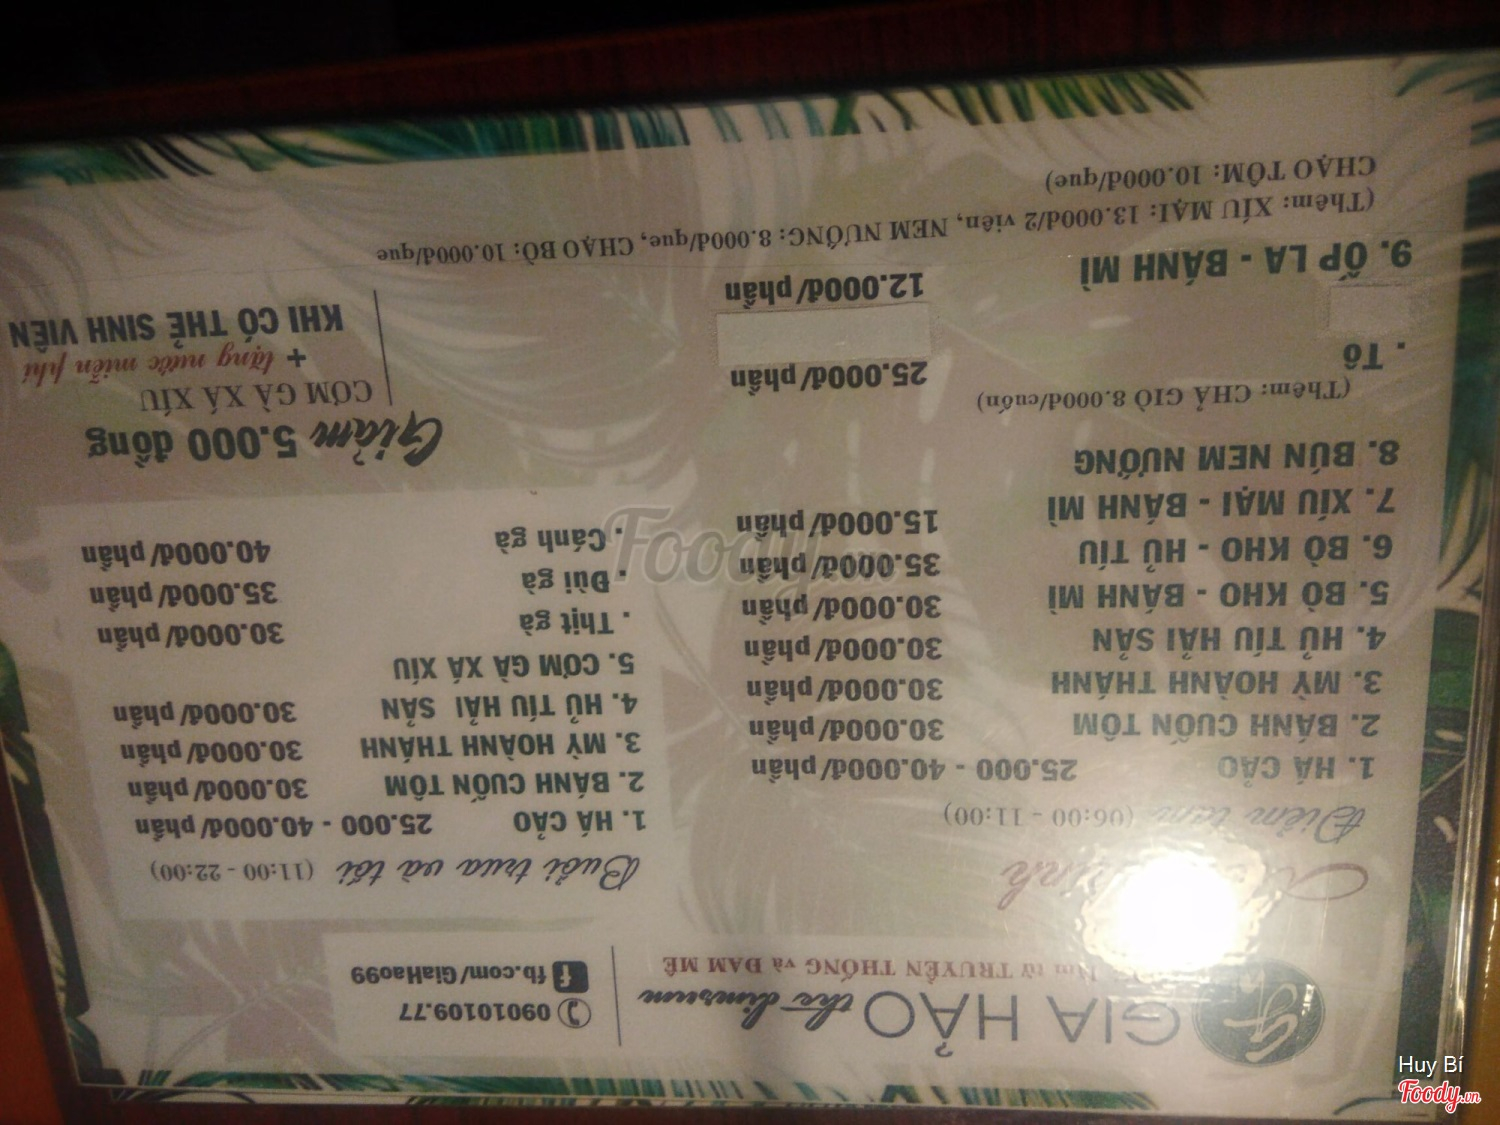 GIA HẢO the dimsum
TRUYỀN THỐNG và ĐAM MÊ
09010109.77
fb.com/GiaHao99
Điểm tâm (06:00 - 11:00)
1. HÁ CẢO 25.000 - 40.000đ/phần
2. BÁNH CUỐN TÔM 30.000đ/phần
3. MỲ HOÀNH THÁNH 30.000đ/phần
4. HỦ TÍU HẢI SẢN 30.000đ/phần
5. BÒ KHO - BÁNH MÌ 30.000đ/phần
6. BÒ KHO - HỦ TÍU 35.000đ/phần
7. XÍU MẠI - BÁNH MÌ 15.000đ/phần
8. BÚN NEM NƯỚNG
(Thêm: CHẢ GIÒ 8.000đ/cuốn)
. Tô 25.000đ/phần
9. ỐP LA - BÁNH MÌ 12.000đ/phần
(Thêm: XÍU MẠI: 13.000đ/2 viên, NEM NƯỚNG: 8.000đ/que, CHẠO BÒ: 10.000đ/que
CHẠO TÔM: 10.000đ/que)
Buổi trưa và tối (11:00 - 22:00)
1. HÁ CẢO 25.000 - 40.000đ/phần
2. BÁNH CUỐN TÔM 30.000đ/phần
3. MỲ HOÀNH THÁNH 30.000đ/phần
4. HỦ TÍU HẢI SẢN 30.000đ/phần
5. CƠM GÀ XÁ XÍU
. Thịt gà 30.000đ/phần
. Đùi gà 35.000đ/phần
. Cánh gà 40.000đ/phần
Giảm 5.000 đồng
CƠM GÀ XÁ XÍU
+ tặng nước miễn phí
KHI CÓ THẺ SINH VIÊN
Foody.vn
Huy Bí
Foody.vn